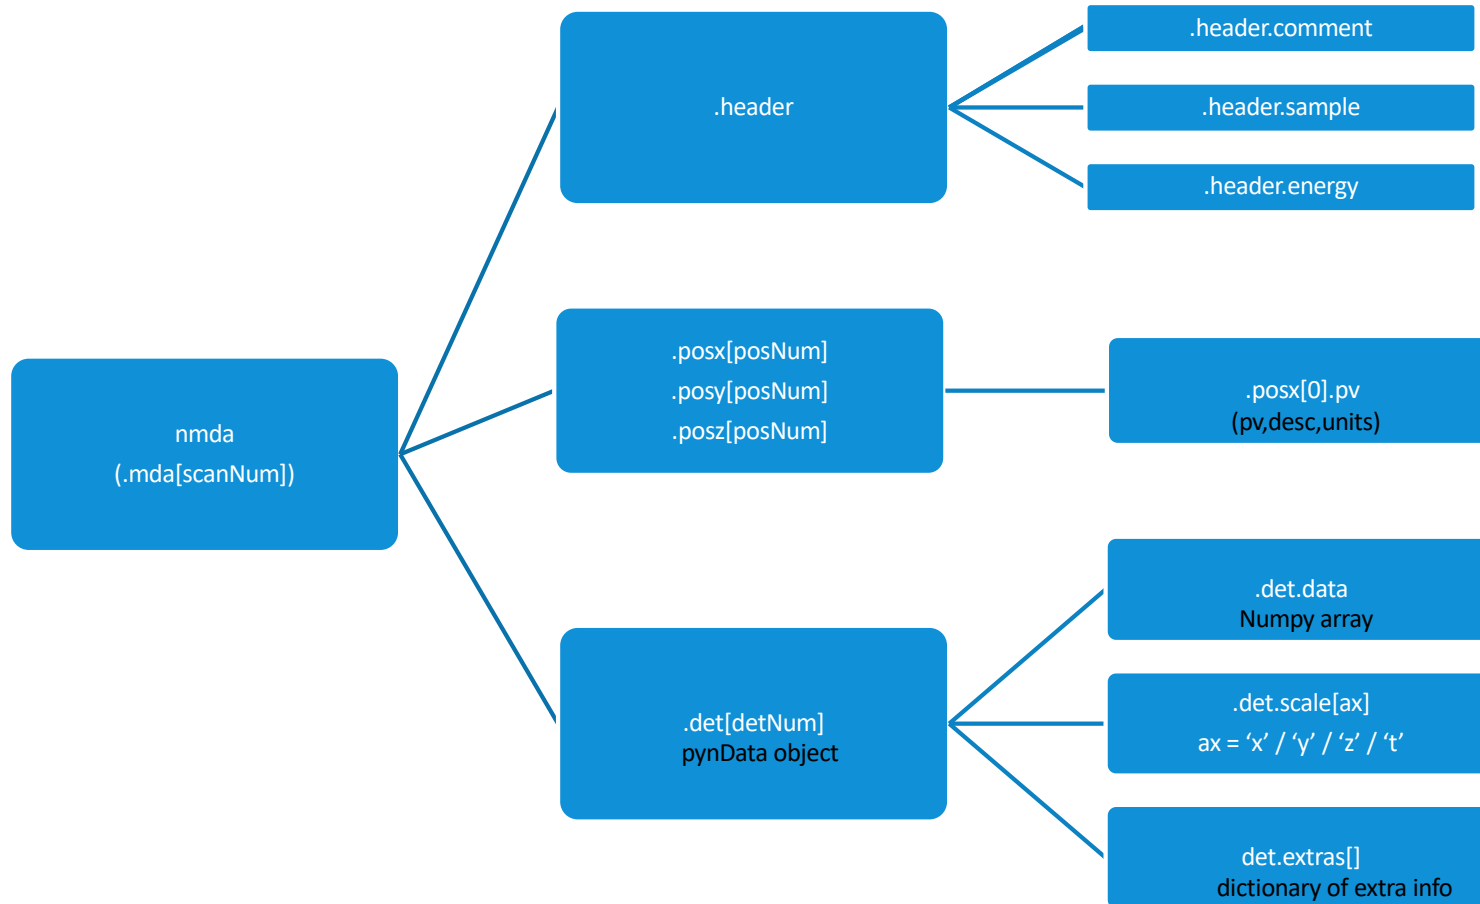 nmda
(.mda[scanNum])
.header
.header.comment
.header.sample
.header.energy
.posx[posNum]
.posy[posNum]
.posz[posNum]
.posx[0].pv
(pv,desc,units)
.det[detNum]
pynData object
.det.data
Numpy array
.det.scale[ax]
ax = ‘x’ / ‘y’ / ‘z’ / ‘t’
det.extras[]
dictionary of extra info